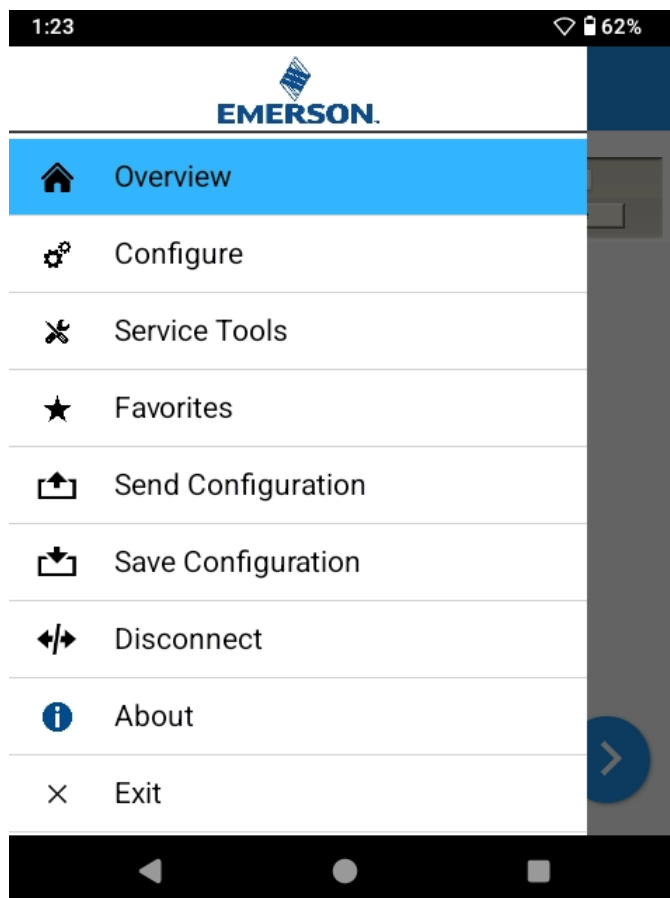 1:23
62%
EMERSON.
Overview
Configure
Service Tools
Favorites
Send Configuration
Save Configuration
Disconnect
About
Exit